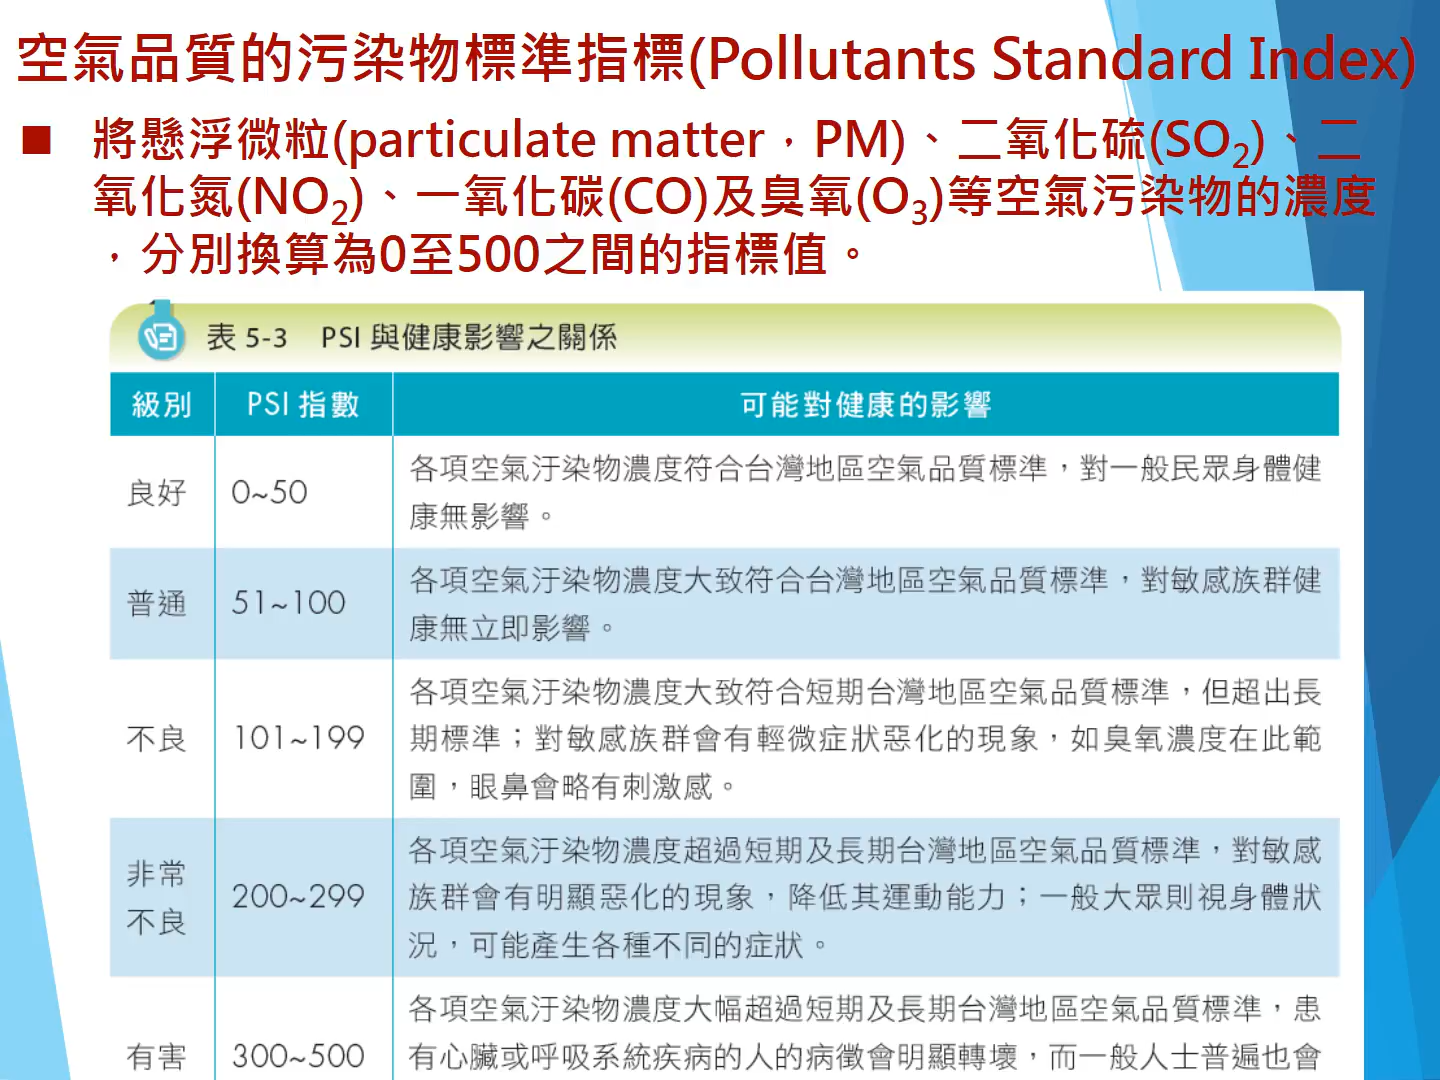 空氣品質的污染物標準指標(Pollutants Standard Index)
■ 將懸浮微粒(particulate matter，PM)、二氧化硫(SO₂)、二
氧化氮(NO₂)、一氧化碳(CO)及臭氧(O₃)等空氣污染物的濃度
，分別換算為0至500之間的指標值。
表 5-3 PSI 與健康影響之關係
級別 PSI 指數 可能對健康的影響
各項空氣汙染物濃度符合台灣地區空氣品質標準，對一般民眾身體健
良好 0~50
康無影響。
各項空氣汙染物濃度大致符合台灣地區空氣品質標準，對敏感族群健
普通 51~100
康無立即影響。
各項空氣汙染物濃度大致符合短期台灣地區空氣品質標準，但超出長
不良 101~199 期標準；對敏感族群會有輕微症狀惡化的現象，如臭氧濃度在此範
圍，眼鼻會略有刺激感。
各項空氣汙染物濃度超過短期及長期台灣地區空氣品質標準，對敏感
非常
200~299 族群會有明顯惡化的現象，降低其運動能力；一般大眾則視身體狀
不良
況，可能產生各種不同的症狀。
各項空氣汙染物濃度大幅超過短期及長期台灣地區空氣品質標準，患
有害 300~500 有心臟或呼吸系統疾病的人的病徵會明顯轉壞，而一般人士普遍也會